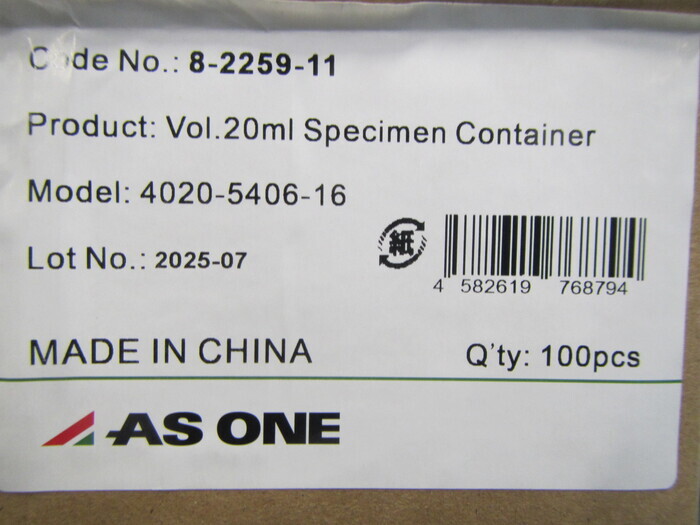 Code No.: 8-2259-11
Product: Vol.20ml Specimen Container
Model: 4020-5406-16
Lot No.: 2025-07
紙
4 582619 768794
MADE IN CHINA
Q'ty: 100pcs
AS ONE